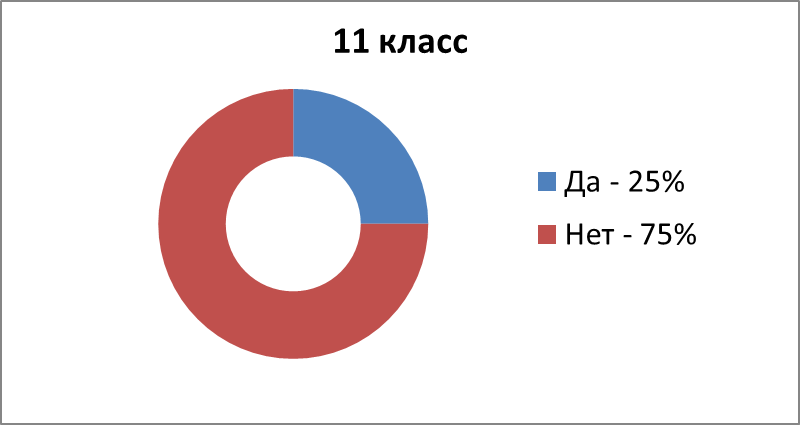 11 класс
Да - 25%
Нет - 75%